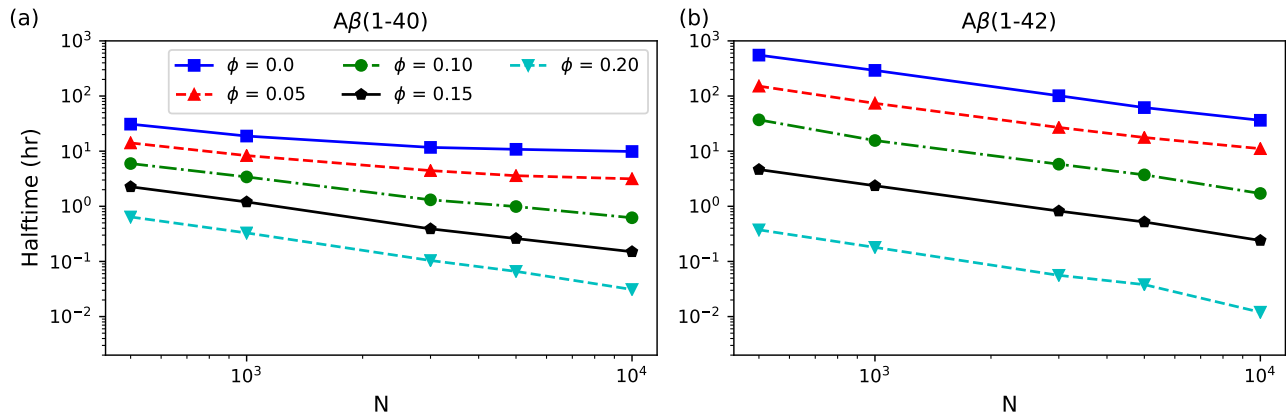 (a) Aβ(1-40)
(b) Aβ(1-42)
Halftime (hr)
10³
10²
10¹
10⁰
10⁻¹
10⁻²
ϕ = 0.0
ϕ = 0.05
ϕ = 0.10
ϕ = 0.15
ϕ = 0.20
10³
10⁴
N
10³
10²
10¹
10⁰
10⁻¹
10⁻²
10³
10⁴
N